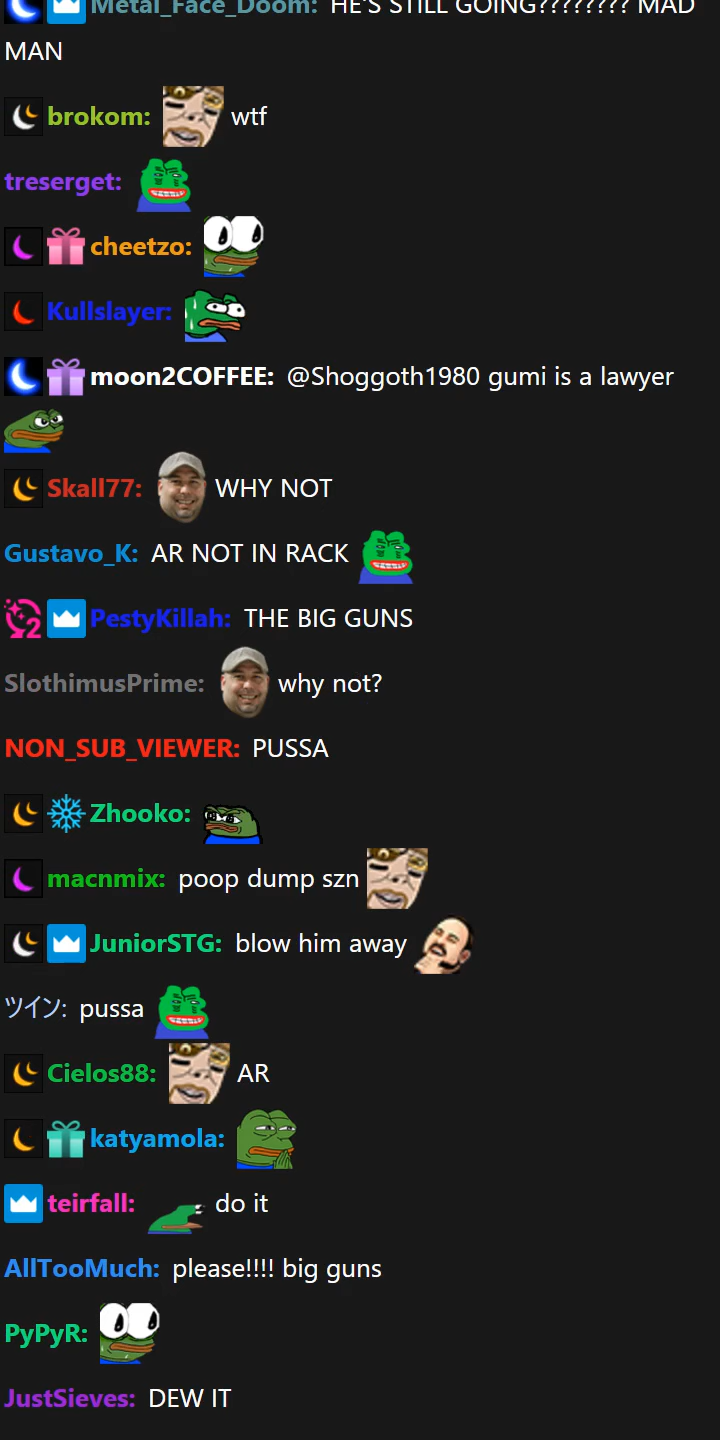 Metal_Face_Doom: HE'S STILL GOING???????? MAD
MAN
brokom: wtf
treserget:
cheetzo:
Kullslayer:
moon2COFFEE: @Shoggoth1980 gumi is a lawyer
Skall77: WHY NOT
Gustavo_K: AR NOT IN RACK
2 PestyKillah: THE BIG GUNS
SlothimusPrime: why not?
NON_SUB_VIEWER: PUSSA
Zhooko:
macnmix: poop dump szn
JuniorSTG: blow him away
ツイン: pussa
Cielos88: AR
katyamola:
teirfall: do it
AllTooMuch: please!!!! big guns
PyPyR:
JustSieves: DEW IT